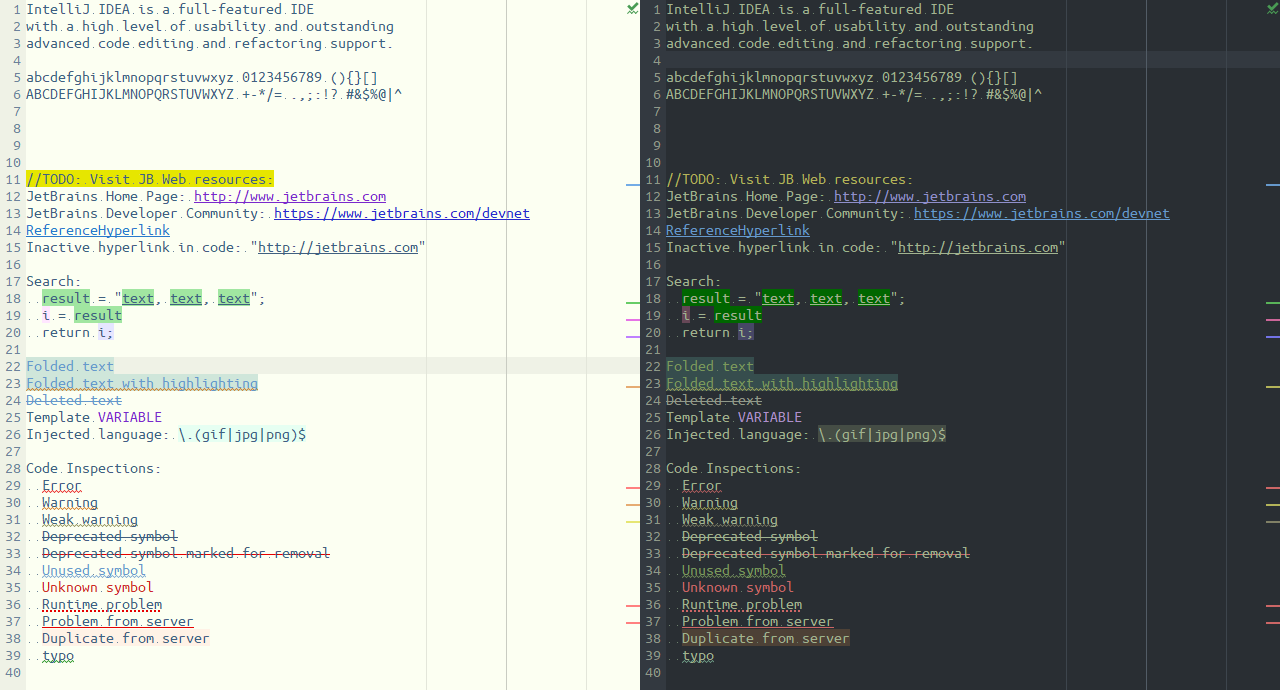 1 IntelliJ IDEA is a full-featured IDE
2 with a high level of usability and outstanding
3 advanced code editing and refactoring support.
4
5 abcdefghijklmnopqrstuvwxyz 0123456789 (){}[]
6 ABCDEFGHIJKLMNOPQRSTUVWXYZ +-*/= .,;:!? #&$%@|^
7
8
9
10
11 //TODO: Visit JB Web resources:
12 JetBrains Home Page: http://www.jetbrains.com
13 JetBrains Developer Community: https://www.jetbrains.com/devnet
14 ReferenceHyperlink
15 Inactive hyperlink in code: "http://jetbrains.com"
16
17 Search:
18   result = "text, text, text";
19   i = result
20   return i;
21
22 Folded text
23 Folded text with highlighting
24 Deleted text
25 Template VARIABLE
26 Injected language: \.(gif|jpg|png)$
27
28 Code Inspections:
29   Error
30   Warning
31   Weak warning
32   Deprecated symbol
33   Deprecated symbol marked for removal
34   Unused symbol
35   Unknown symbol
36   Runtime problem
37   Problem from server
38   Duplicate from server
39   typo
40
1 IntelliJ IDEA is a full-featured IDE
2 with a high level of usability and outstanding
3 advanced code editing and refactoring support.
4
5 abcdefghijklmnopqrstuvwxyz 0123456789 (){}[]
6 ABCDEFGHIJKLMNOPQRSTUVWXYZ +-*/= .,;:!? #&$%@|^
7
8
9
10
11 //TODO: Visit JB Web resources:
12 JetBrains Home Page: http://www.jetbrains.com
13 JetBrains Developer Community: https://www.jetbrains.com/devnet
14 ReferenceHyperlink
15 Inactive hyperlink in code: "http://jetbrains.com"
16
17 Search:
18   result = "text, text, text";
19   i = result
20   return i;
21
22 Folded text
23 Folded text with highlighting
24 Deleted text
25 Template VARIABLE
26 Injected language: \.(gif|jpg|png)$
27
28 Code Inspections:
29   Error
30   Warning
31   Weak warning
32   Deprecated symbol
33   Deprecated symbol marked for removal
34   Unused symbol
35   Unknown symbol
36   Runtime problem
37   Problem from server
38   Duplicate from server
39   typo
40